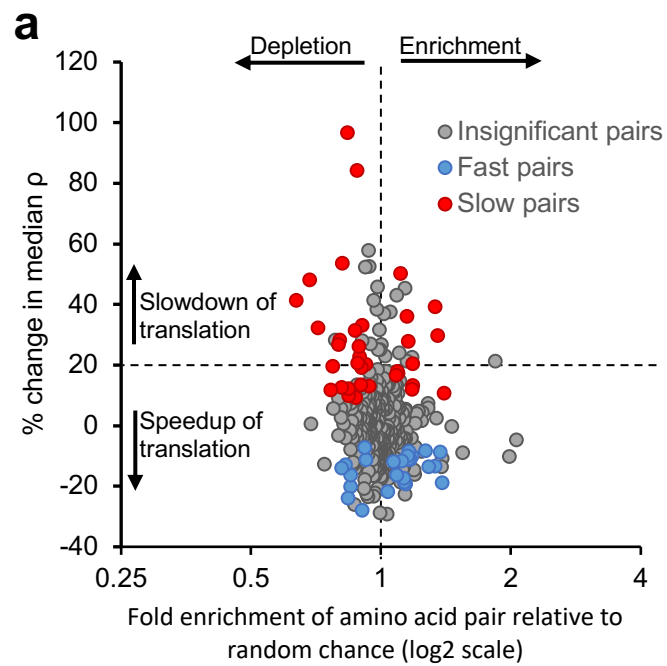 a
Depletion
Enrichment
120
100
80
60
40
20
0
-20
-40
% change in median ρ
Insignificant pairs
Fast pairs
Slow pairs
Slowdown of
translation
Speedup of
translation
0.25
0.5
1
2
4
Fold enrichment of amino acid pair relative to
random chance (log2 scale)